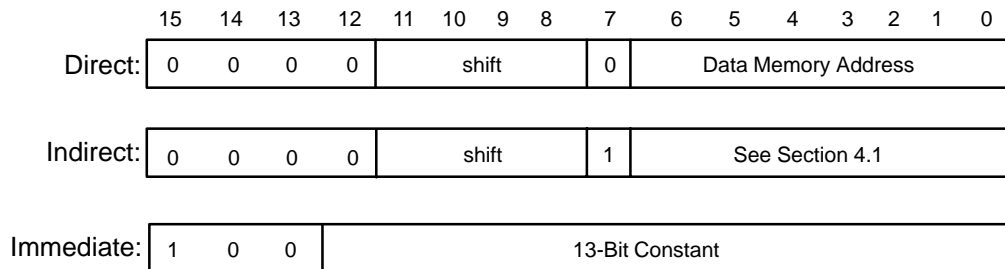 15 14 13 12 11 10 9 8 7 6 5 4 3 2 1 0
Direct: 0 0 0 0 shift 0 Data Memory Address
Indirect: 0 0 0 0 shift 1 See Section 4.1
Immediate: 1 0 0 13-Bit Constant